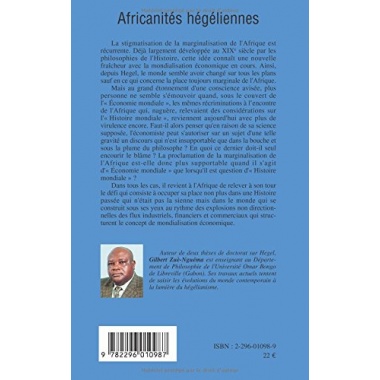 Africanités hégéliennes
La stigmatisation de la marginalisation de l'Afrique est
récurrente. Déjà largement développée au XIXe siècle par les
philosophies de l'Histoire, cette idée connaît une nouvelle
fraîcheur avec la mondialisation économique en cours. Ainsi,
depuis Hegel, le monde semble avoir changé sur tous les plans
sauf en ce qui concerne la place toujours marginale de l'Afrique.
Mais au grand étonnement d'une conscience avisée, plus
personne ne semble s'émouvoir quand, sous le couvert de
l'« Économie mondiale », les mêmes récriminations à l'encontre
de l'Afrique qui, naguère, relevaient des considérations sur
l'« Histoire mondiale », reviennent aujourd'hui avec plus de
virulence encore. Faut-il alors penser qu'en raison de sa science
supposée, l'économiste peut s'autoriser sur un sujet d'une telle
gravité un discours qui n'est insupportable que dans la bouche et
sous la plume du philosophe ? En quoi ce dernier doit-il seul
encourir le blâme ? La proclamation de la marginalisation de
l'Afrique est-elle donc plus supportable quand il s'agit
d'« Économie mondiale » que lorsqu'il est question d'« Histoire
mondiale » ?
Dans tous les cas, il revient à l'Afrique de relever à son tour
le défi qui consiste à occuper sa place non plus dans une Histoire
passée qui n'était pas la sienne mais dans le monde qui se
construit sous ses yeux au rythme des explosions non direction-
nelles des flux industriels, financiers et commerciaux qui struc-
turent le concept de mondialisation économique.
Auteur de deux thèses de doctorat sur Hegel,
Gilbert Zué-Nguéma est enseignant au Départe-
ment de Philosophie de l'Université Omar Bongo
de Libreville (Gabon). Ses travaux actuels tentent
de saisir les évolutions du monde contemporain à
la lumière du hégélianisme.
ISBN : 2-296-01098-9
22 €
9 782296 010987